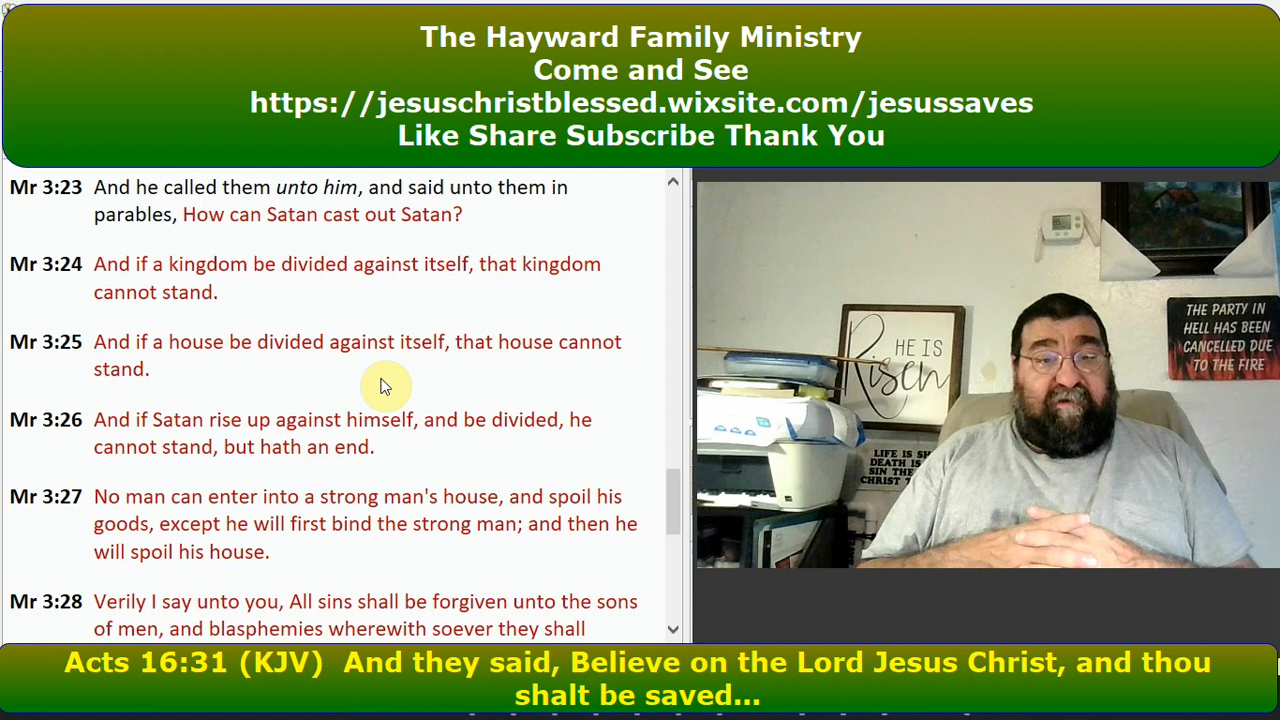 The Hayward Family Ministry
Come and See
https://jesuschristblessed.wixsite.com/jesussaves
Like Share Subscribe Thank You
Mr 3:23 And he called them unto him, and said unto them in
parables, How can Satan cast out Satan?
Mr 3:24 And if a kingdom be divided against itself, that kingdom
cannot stand.
Mr 3:25 And if a house be divided against itself, that house cannot
stand.
Mr 3:26 And if Satan rise up against himself, and be divided, he
cannot stand, but hath an end.
Mr 3:27 No man can enter into a strong man's house, and spoil his
goods, except he will first bind the strong man; and then he
will spoil his house.
Mr 3:28 Verily I say unto you, All sins shall be forgiven unto the sons
of men, and blasphemies wherewith soever they shall
HE IS
Risen
THE PARTY IN
HELL HAS BEEN
CANCELLED DUE
TO THE FIRE
LIFE IS
DEATH IS
SIN THE
CHRIST
Acts 16:31 (KJV) And they said, Believe on the Lord Jesus Christ, and thou
shalt be saved...